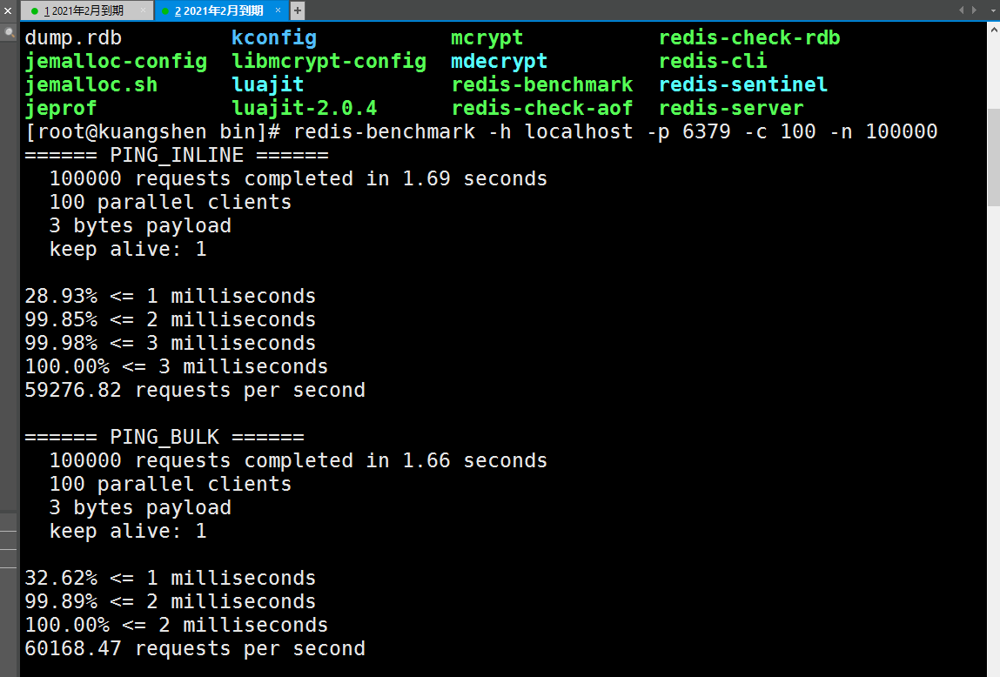 1 2021年2月到期 × 2 2021年2月到期 × +
dump.rdb kconfig mcrypt redis-check-rdb
jemalloc-config libmcrypt-config mdecrypt redis-cli
jemalloc.sh luajit redis-benchmark redis-sentinel
jeprof luajit-2.0.4 redis-check-aof redis-server
[root@kuangshen bin]# redis-benchmark -h localhost -p 6379 -c 100 -n 100000
====== PING_INLINE ======
100000 requests completed in 1.69 seconds
100 parallel clients
3 bytes payload
keep alive: 1
28.93% <= 1 milliseconds
99.85% <= 2 milliseconds
99.98% <= 3 milliseconds
100.00% <= 3 milliseconds
59276.82 requests per second
====== PING_BULK ======
100000 requests completed in 1.66 seconds
100 parallel clients
3 bytes payload
keep alive: 1
32.62% <= 1 milliseconds
99.89% <= 2 milliseconds
100.00% <= 2 milliseconds
60168.47 requests per second